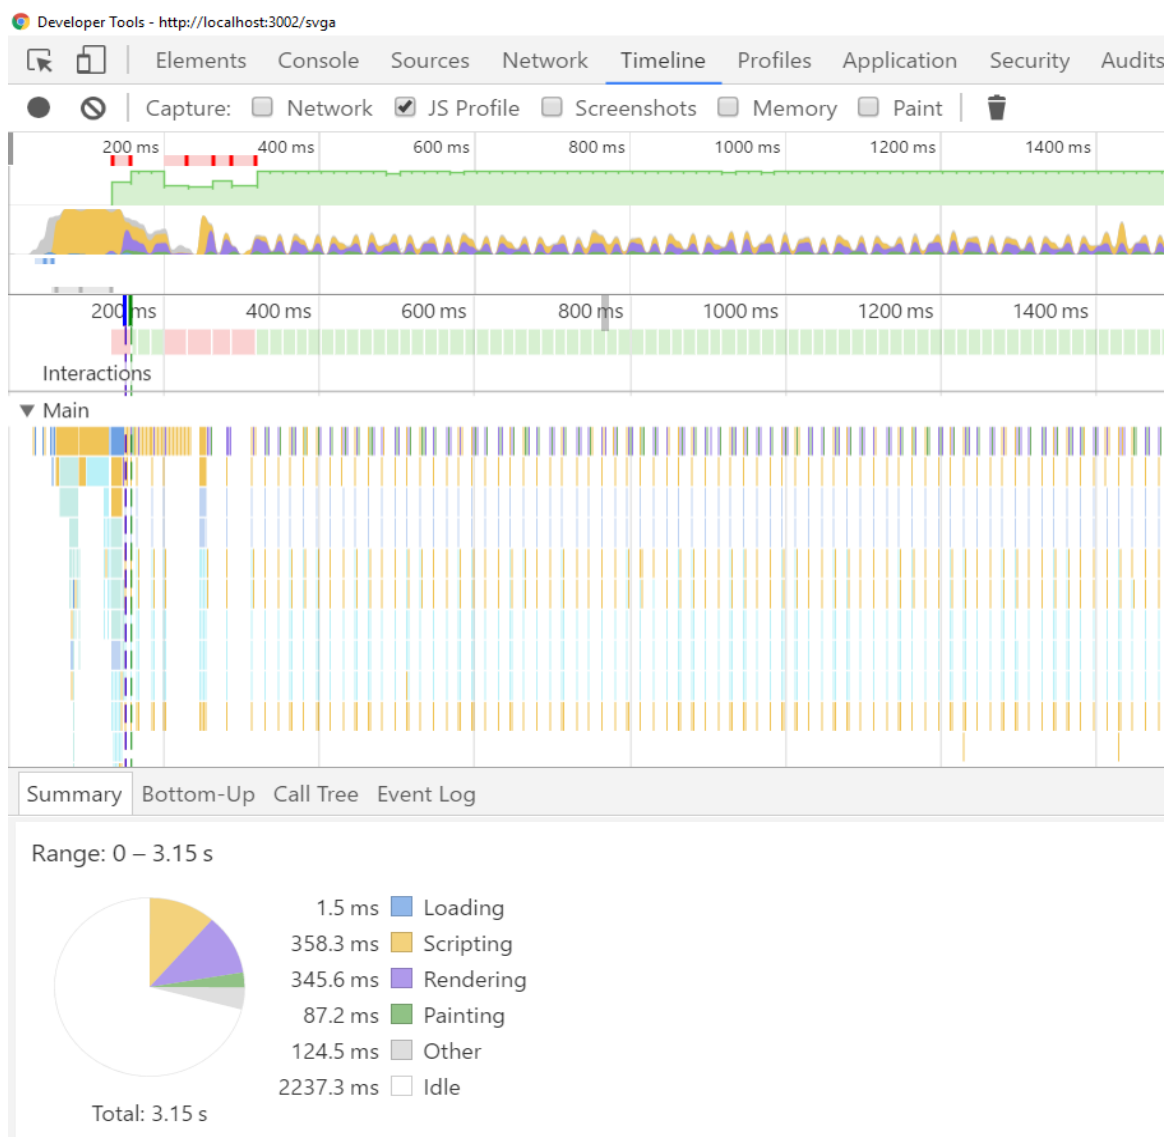 Developer Tools - http://localhost:3002/svga
Elements Console Sources Network Timeline Profiles Application Security Audits
Capture: Network JS Profile Screenshots Memory Paint
200 ms 400 ms 600 ms 800 ms 1000 ms 1200 ms 1400 ms
200 ms 400 ms 600 ms 800 ms 1000 ms 1200 ms 1400 ms
Interactions
Main
Summary Bottom-Up Call Tree Event Log
Range: 0 – 3.15 s
1.5 ms Loading
358.3 ms Scripting
345.6 ms Rendering
87.2 ms Painting
124.5 ms Other
2237.3 ms Idle
Total: 3.15 s